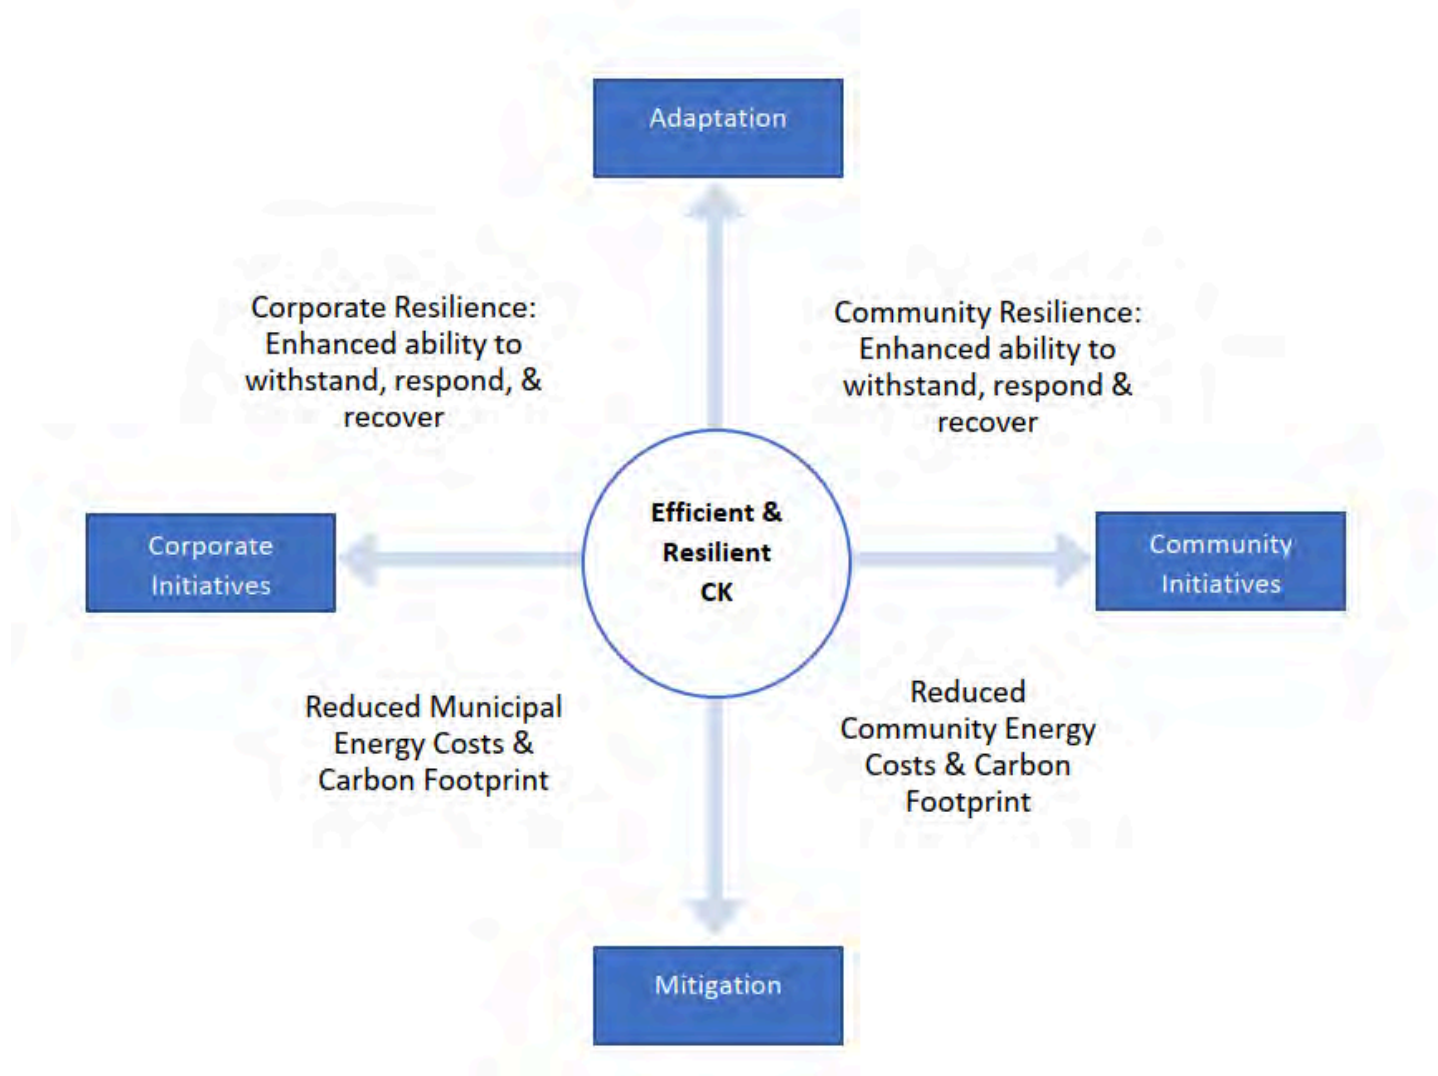 Adaptation
Corporate Resilience:
Enhanced ability to
withstand, respond, &
recover
Community Resilience:
Enhanced ability to
withstand, respond &
recover
Efficient &
Resilient
CK
Corporate
Initiatives
Community
Initiatives
Reduced Municipal
Energy Costs &
Carbon Footprint
Reduced
Community Energy
Costs & Carbon
Footprint
Mitigation